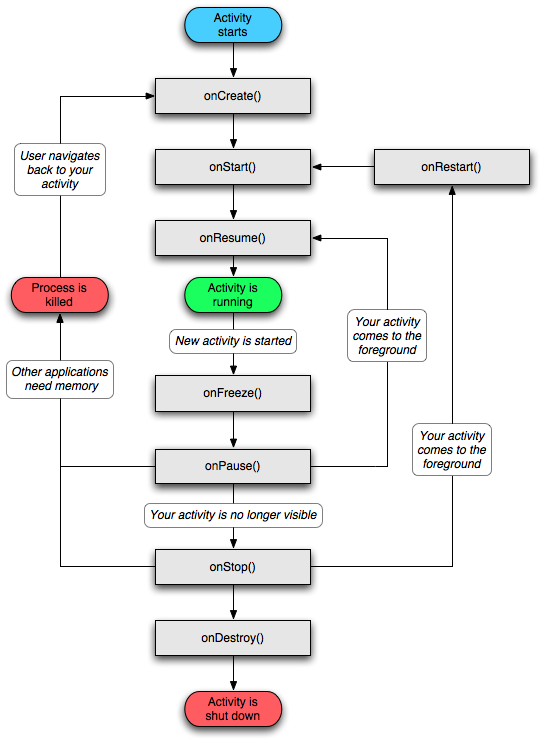 Activity
starts
onCreate()
User navigates
back to your
activity
onStart()
onRestart()
onResume()
Process is
killed
Activity is
running
New activity is started
Your activity
comes to the
foreground
Other applications
need memory
onFreeze()
Your activity
comes to the
foreground
onPause()
Your activity is no longer visible
onStop()
onDestroy()
Activity is
shut down